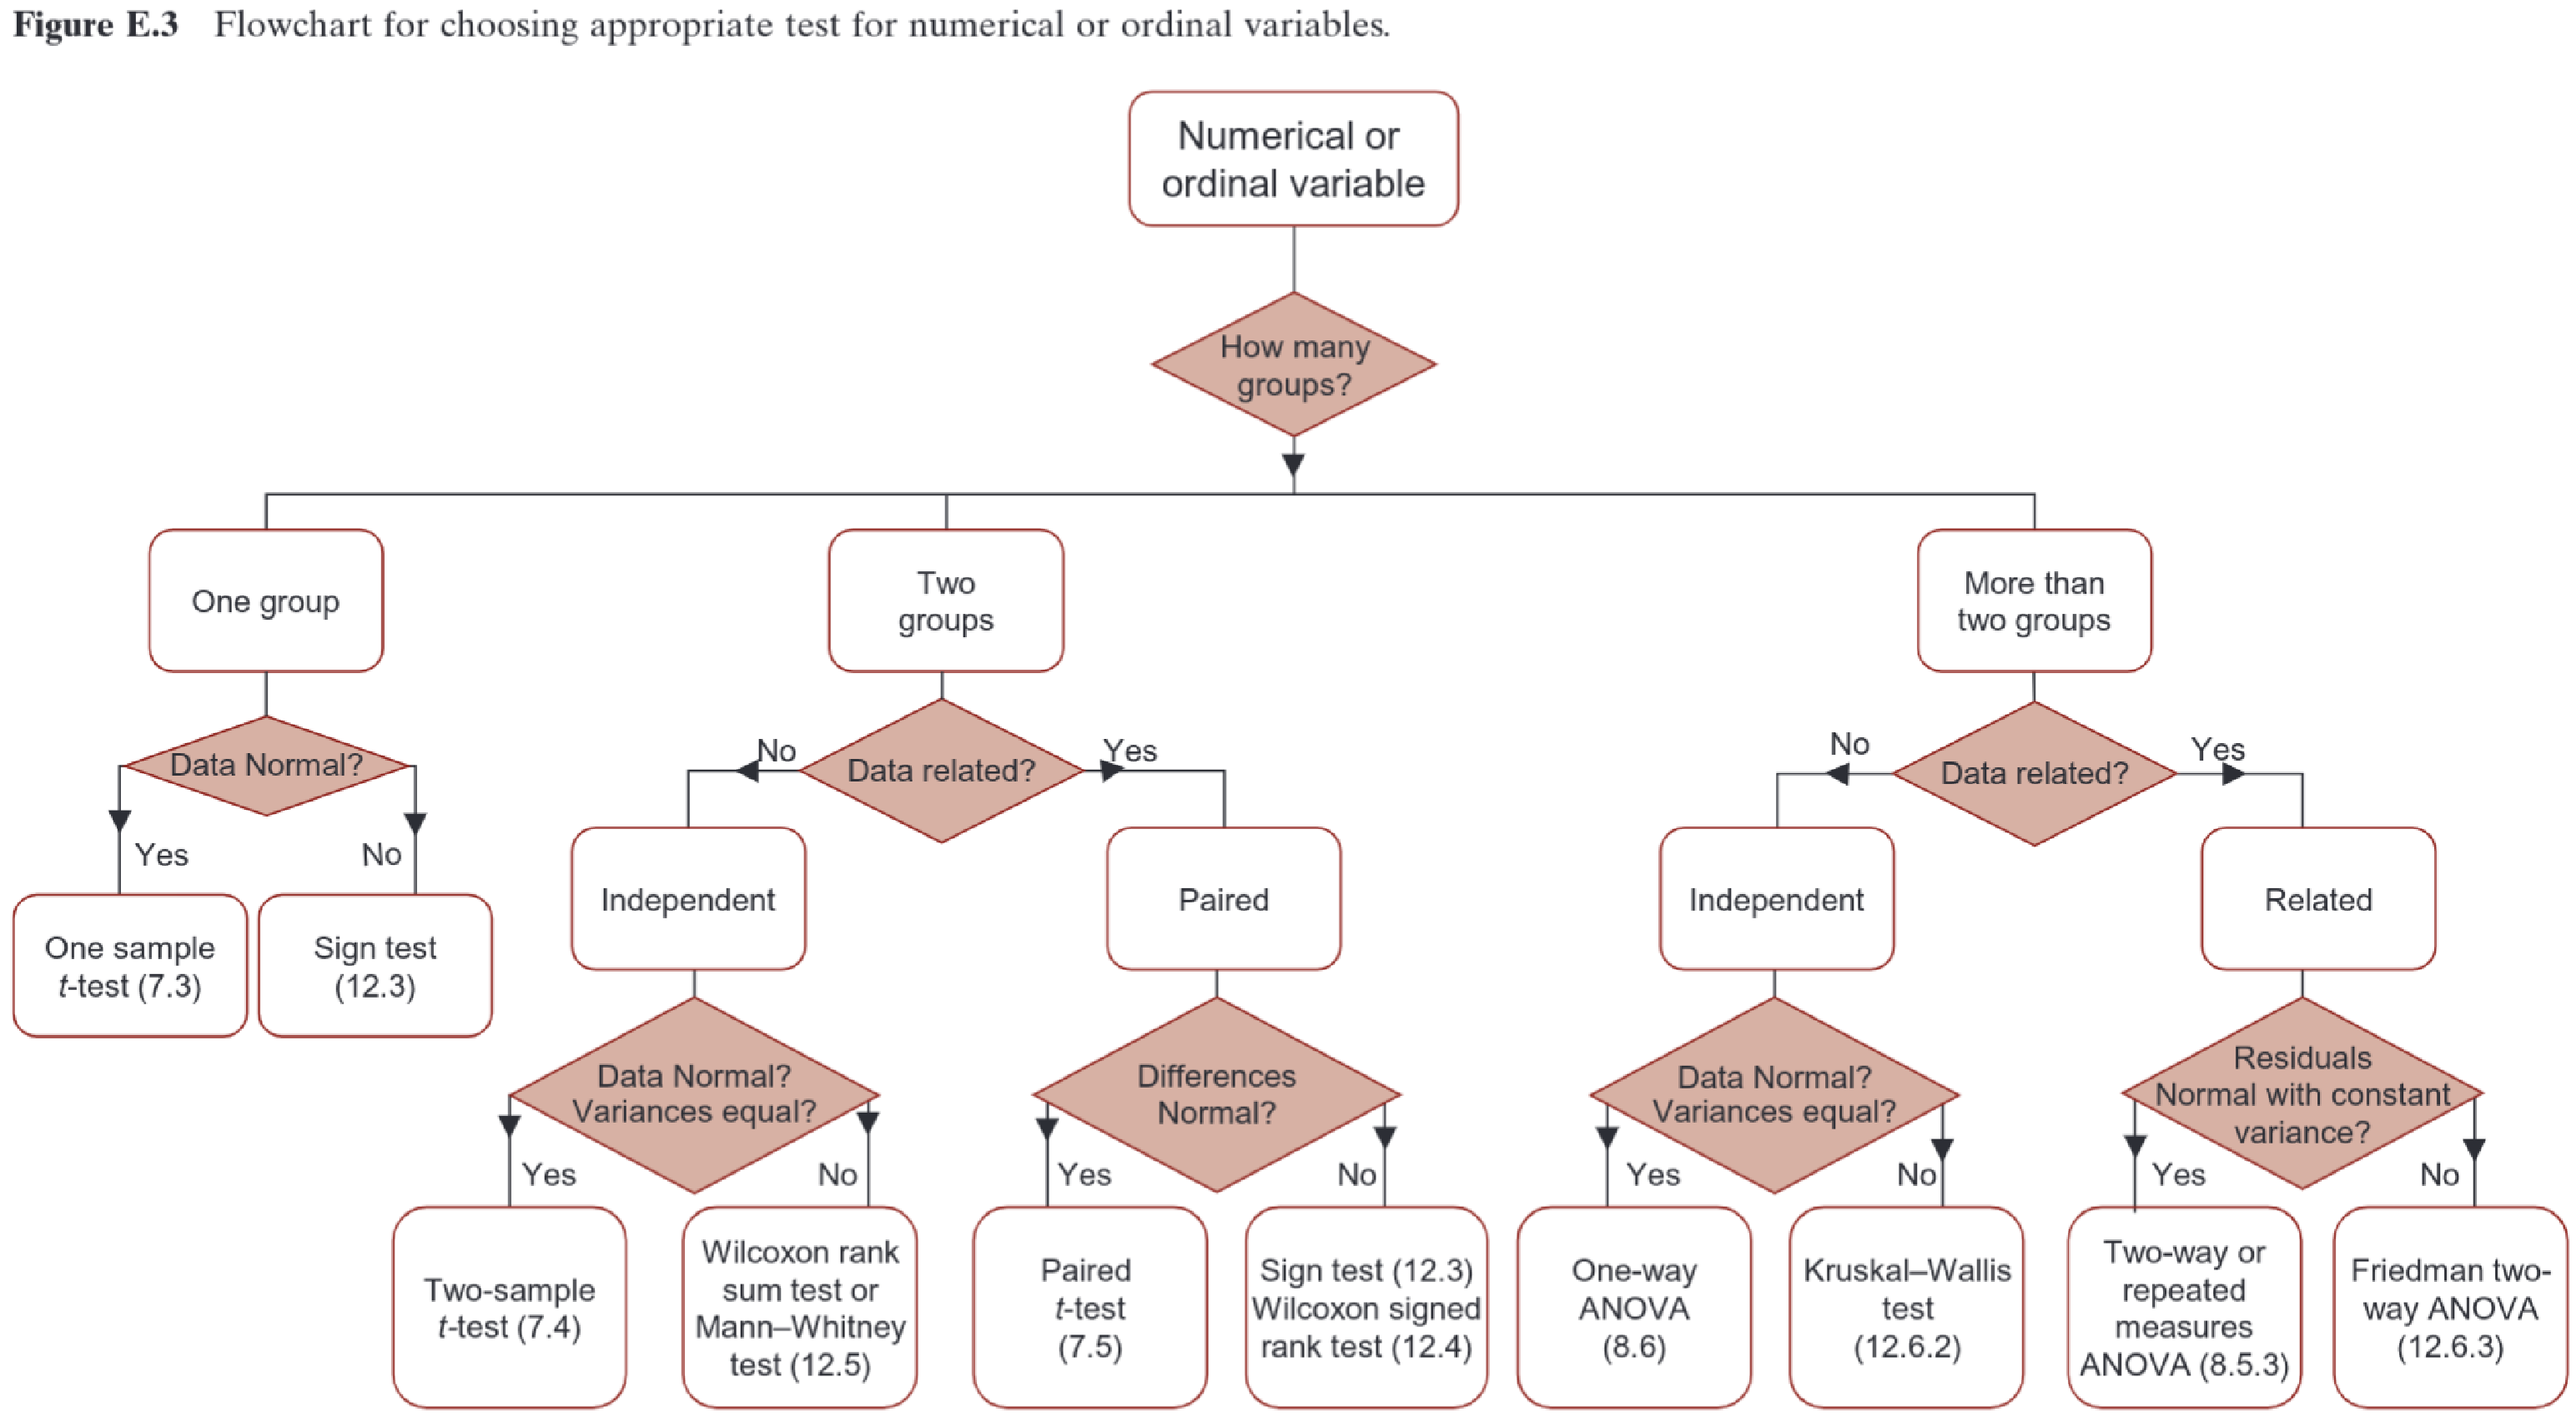 Figure E.3 Flowchart for choosing appropriate test for numerical or ordinal variables.
Numerical or
ordinal variable
How many
groups?
One group
Two
groups
More than
two groups
Data Normal?
Yes
No
One sample
t-test (7.3)
Sign test
(12.3)
Data related?
No
Yes
Independent
Paired
Data Normal?
Variances equal?
Yes
No
Two-sample
t-test (7.4)
Wilcoxon rank
sum test or
Mann–Whitney
test (12.5)
Differences
Normal?
Yes
No
Paired
t-test
(7.5)
Sign test (12.3)
Wilcoxon signed
rank test (12.4)
Data related?
No
Yes
Independent
Related
Data Normal?
Variances equal?
Yes
No
One-way
ANOVA
(8.6)
Kruskal–Wallis
test
(12.6.2)
Residuals
Normal with constant
variance?
Yes
No
Two-way or
repeated
measures
ANOVA (8.5.3)
Friedman two-
way ANOVA
(12.6.3)